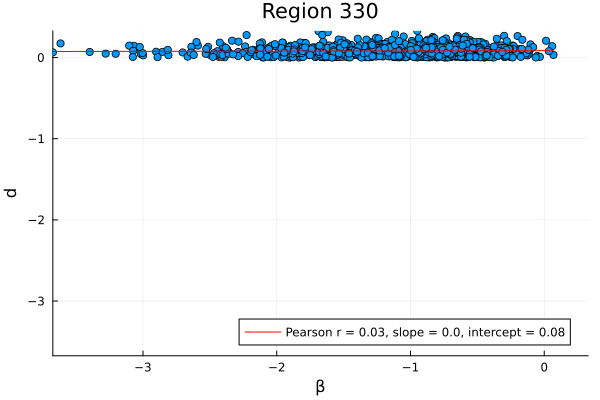 Region 330
0
−1
−2
−3
d
−3
−2
−1
0
β
Pearson r = 0.03, slope = 0.0, intercept = 0.08